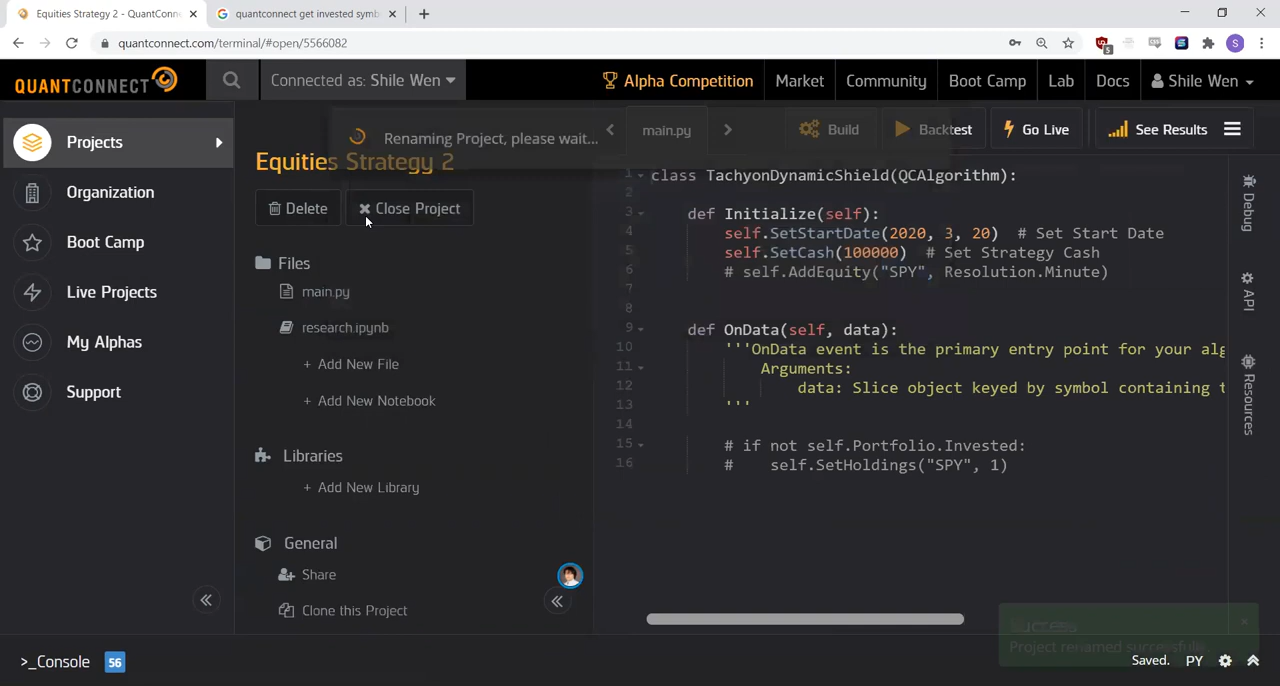 Equities Strategy 2 - QuantConne
quantconnect get invested symb
quantconnect.com/terminal/#open/5566082
5
S
QUANTCONNECT
Connected as: Shile Wen
Alpha Competition
Market
Community
Boot Camp
Lab
Docs
Shile Wen
Projects
Organization
Boot Camp
Live Projects
My Alphas
Support
Renaming Project, please wait...
Equities Strategy 2
Delete
Close Project
Files
main.py
research.ipynb
+ Add New File
+ Add New Notebook
Libraries
+ Add New Library
General
Share
Clone this Project
main.py
Build
Backtest
Go Live
See Results
1 class TachyonDynamicShield(QCAlgorithm):
2
3 def Initialize(self):
4 self.SetStartDate(2020, 3, 20) # Set Start Date
5 self.SetCash(100000) # Set Strategy Cash
6 # self.AddEquity("SPY", Resolution.Minute)
7
8
9 def OnData(self, data):
10 '''OnData event is the primary entry point for your alg
11 Arguments:
12 data: Slice object keyed by symbol containing t
13 '''
14
15 # if not self.Portfolio.Invested:
16 # self.SetHoldings("SPY", 1)
Debug
API
Resources
Success
Project renamed successfully.
>_Console 56
Saved. PY